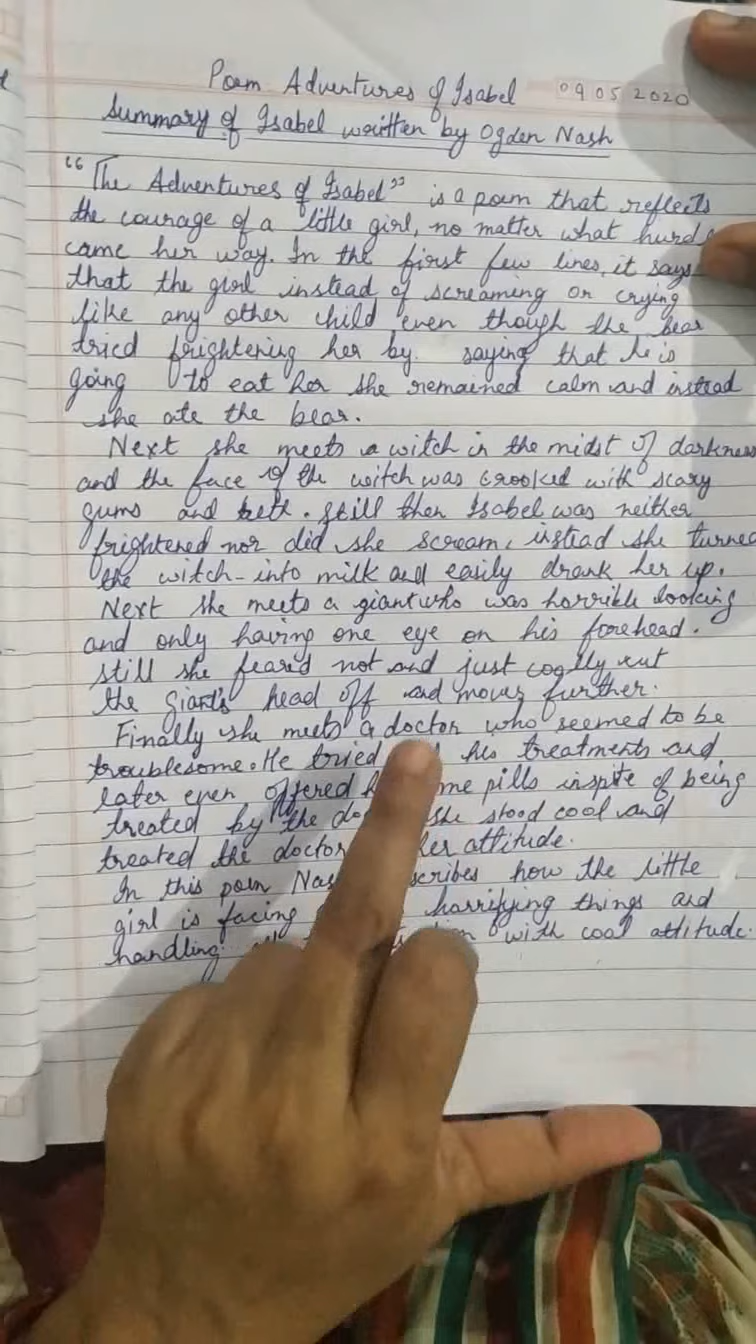 Poem Adventures of Isabel 09 05 2020
Summary of Isabel written by Ogden Nash
"The Adventures of Isabel" is a poem that reflects
the courage of a little girl, no matter what
came her way. In the first few lines, it says
that the girl instead of screaming or crying
like any other child even though the bear
tried frightening her by saying that he is
going to eat her she remained calm and instead
she ate the bear.
Next she meets a witch in the midst of darkness
and the face of the witch was crooked with scary
gums and teeth. Still then Isabel was neither
frightened nor did she scream, instead she turned
the witch into milk and easily drank her up.
Next she meets a giant who was horrible looking
and only having one eye on his forehead.
Still she feared not and just coolly cut
the giant's head off and moves further.
Finally she meets a doctor who seemed to be
troublesome. He tried his treatments and
later even offered pills inspite of being
treated by the she stood cool and
treated the doctor attitude.
In this poem how the little
girl is facing horrifying things and
handling with cool attitude.